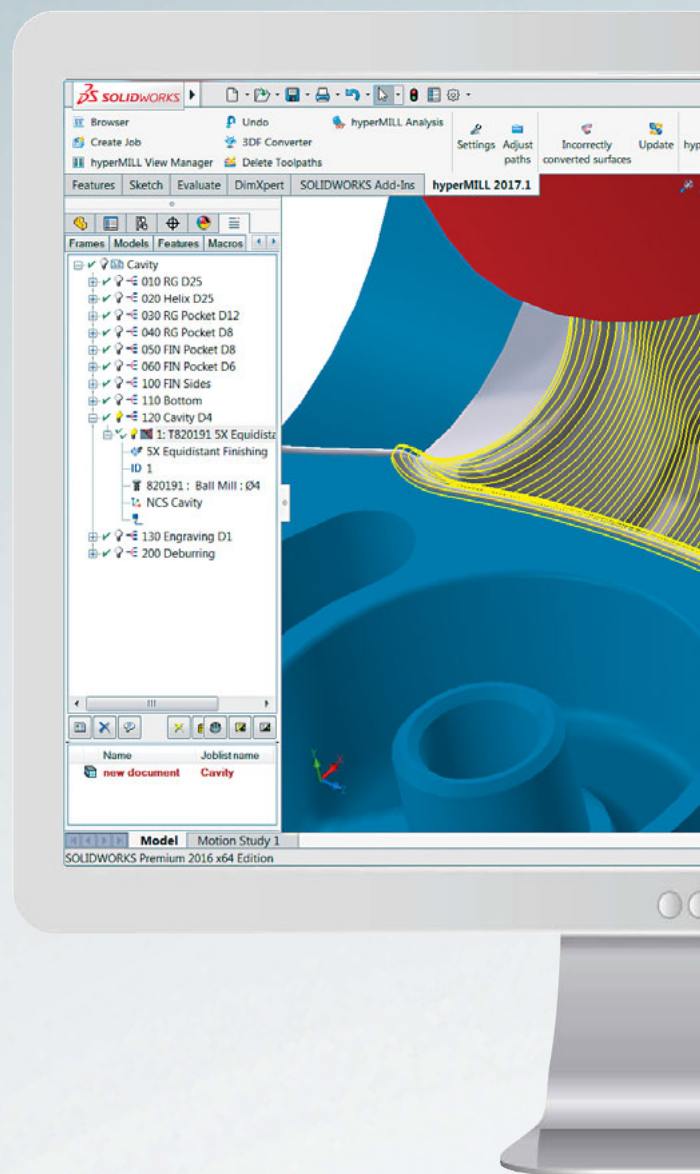 SOLIDWORKS
Browser
Undo
hyperMILL Analysis
Create Job
3DF Converter
hyperMILL View Manager
Delete Toolpaths
Settings
Adjust
paths
Incorrectly
converted surfaces
Update
hyp
Features Sketch Evaluate DimXpert SOLIDWORKS Add-Ins hyperMILL 2017.1
Frames Models Features Macros
Cavity
010 RG D25
020 Helix D25
030 RG Pocket D12
040 RG Pocket D8
050 FIN Pocket D8
060 FIN Pocket D6
100 FIN Sides
110 Bottom
120 Cavity D4
1: T820191 5X Equidista
5X Equidistant Finishing
ID 1
820191 : Ball Mill : Ø4
NCS Cavity
130 Engraving D1
200 Deburring
Name Joblist name
new document Cavity
Model Motion Study 1
SOLIDWORKS Premium 2016 x64 Edition